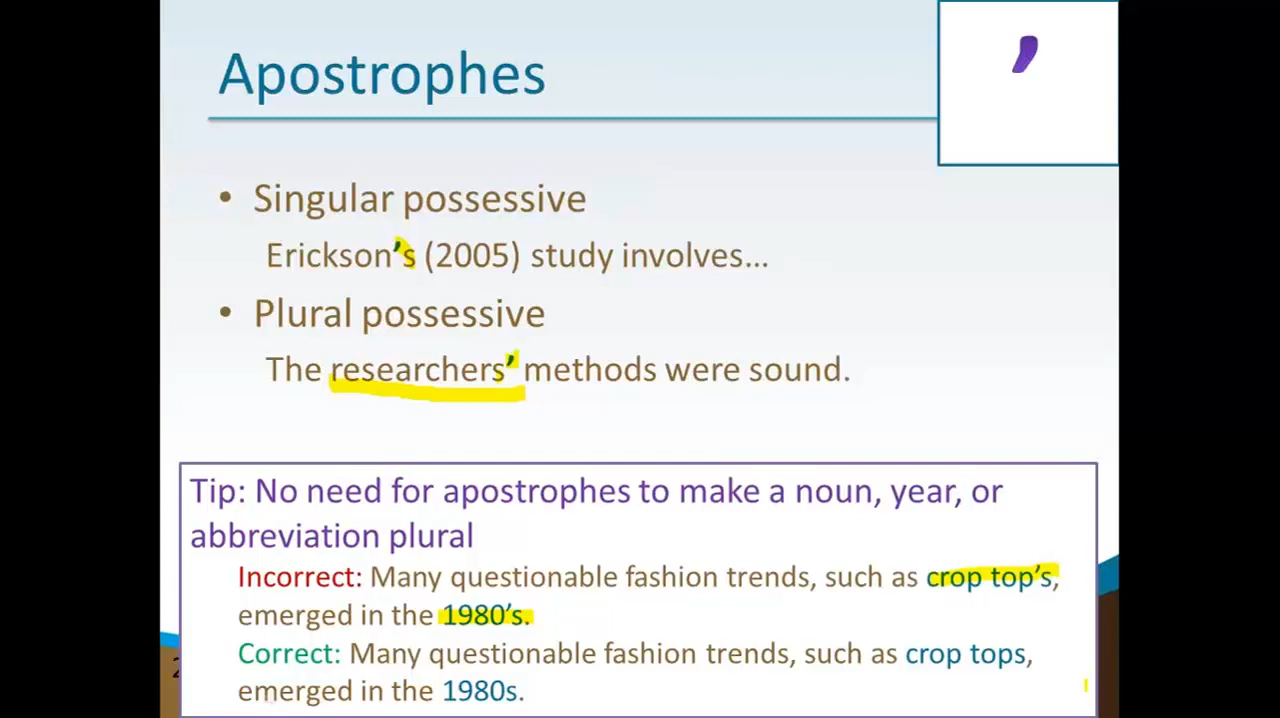 Apostrophes
’
• Singular possessive
Erickson’s (2005) study involves...
• Plural possessive
The researchers’ methods were sound.
Tip: No need for apostrophes to make a noun, year, or
abbreviation plural
Incorrect: Many questionable fashion trends, such as crop top’s,
emerged in the 1980’s.
Correct: Many questionable fashion trends, such as crop tops,
emerged in the 1980s.